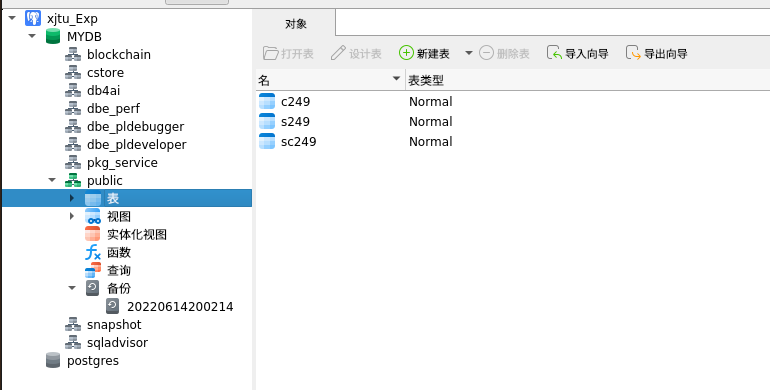 xjtu_Exp
MYDB
blockchain
cstore
db4ai
dbe_perf
dbe_pldebugger
dbe_pldeveloper
pkg_service
public
表
视图
实体化视图
函数
查询
备份
20220614200214
snapshot
sqladvisor
postgres
对象
打开表 设计表 新建表 删除表 导入向导 导出向导
名 表类型
c249 Normal
s249 Normal
sc249 Normal